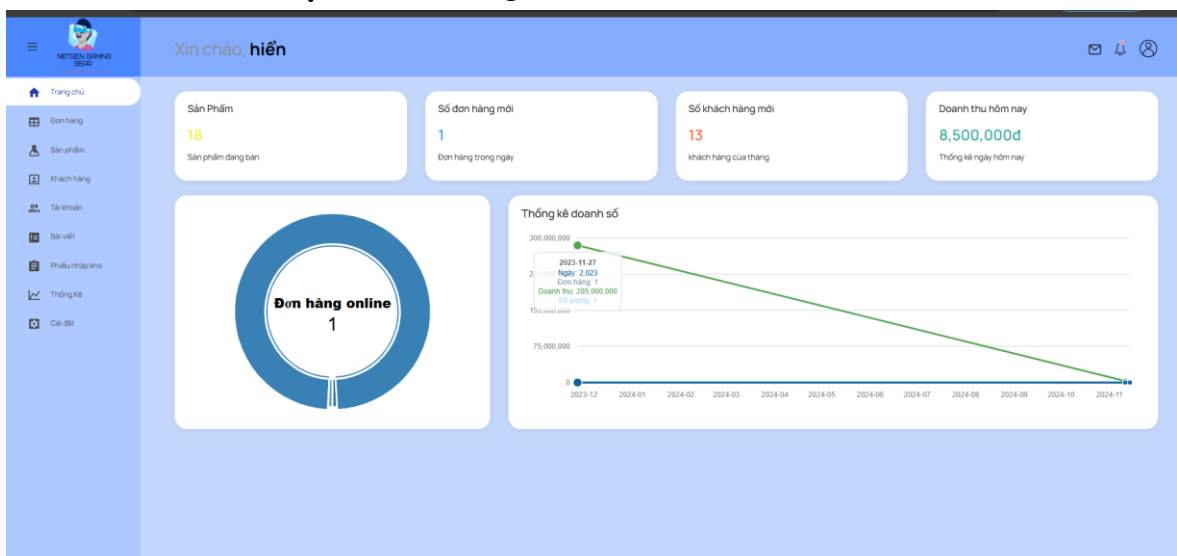 NETGEN GAMING
GEAR
Xin chào, hiển
Trang chủ
Đơn hàng
Sản phẩm
Khách hàng
Tài khoản
Bài viết
Phiếu nhập kho
Thống Kê
Cài đặt
Sản Phẩm
18
Sản phẩm đang bán
Số đơn hàng mới
1
Đơn hàng trong ngày
Số khách hàng mới
13
khách hàng của tháng
Doanh thu hôm nay
8,500,000đ
Thống kê ngày hôm nay
Đơn hàng online
1
Thống kê doanh số
300,000,000
2023-11-27
Ngày: 2,023
Đơn hàng: 1
Doanh thu: 285,000,000
Số lượng: 1
150,000,000
75,000,000
0
2023-12 2024-01 2024-02 2024-03 2024-04 2024-05 2024-06 2024-07 2024-08 2024-09 2024-10 2024-11